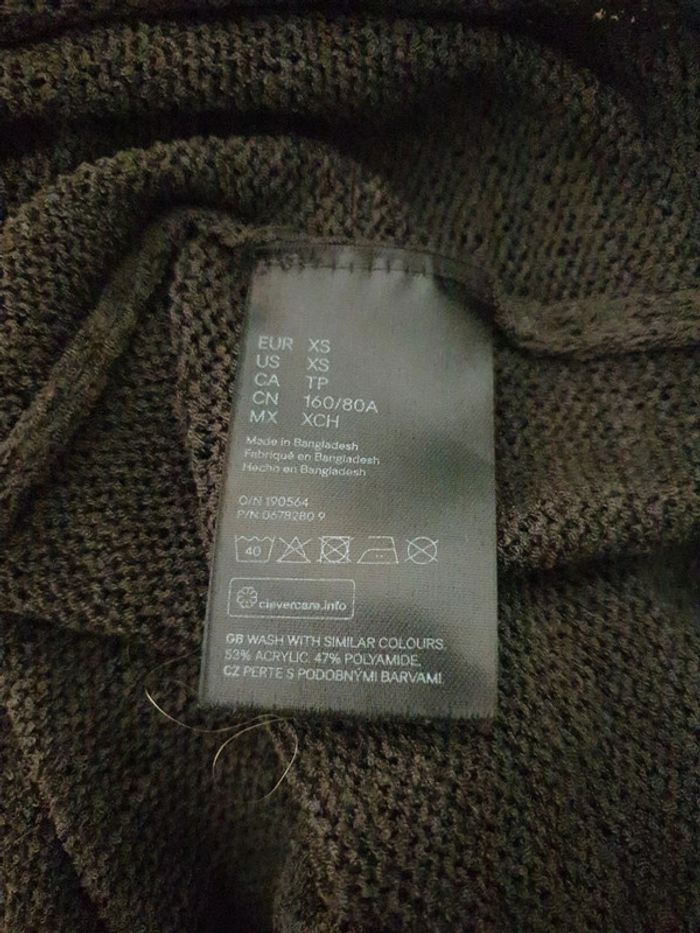 EUR XS
US XS
CA TP
CN 160/80A
MX XCH
Made in Bangladesh
Fabriqué en Bangladesh
Hecho en Bangladesh
O/N 190564
P/N 0678280 9
40
clevercare.info
GB WASH WITH SIMILAR COLOURS.
53% ACRYLIC. 47% POLYAMIDE.
CZ PERTE S PODOBNÝMI BARVAMI.